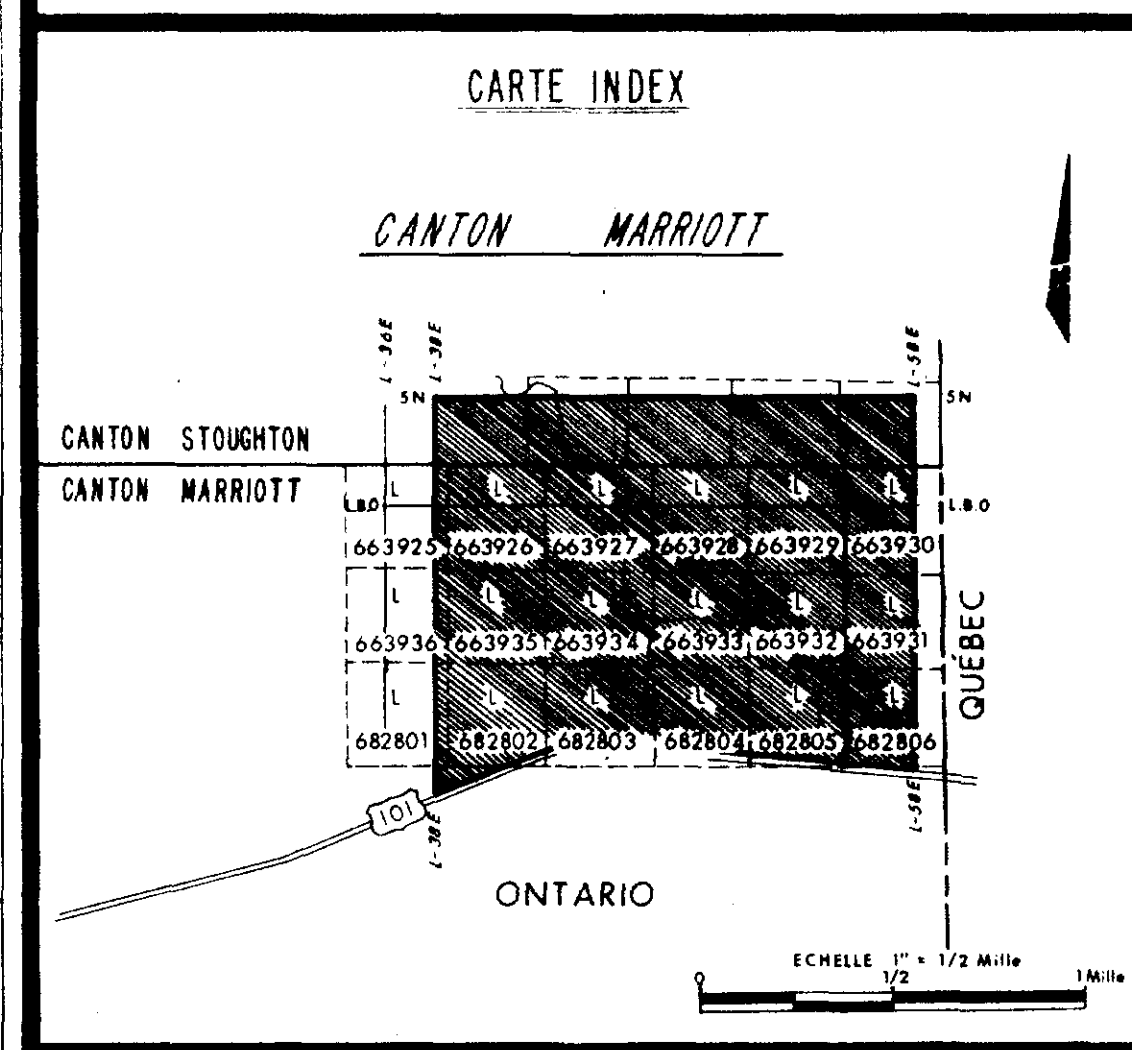 CARTE INDEX
CANTON MARRIOTT
L-36E
L-38E
L-58E
5N
5N
CANTON STOUGHTON
CANTON MARRIOTT
L L L L L L
L.B.O
L.B.O
663925 663926 663927 663928 663929 663930
L L L L L L
663936 663935 663934 663933 663932 663931
QUÉBEC
L L L L L L
682801 682802 682803 682804 682805 682806
101
L-38E
L-58E
ONTARIO
ECHELLE 1" = 1/2 Mille
0 1/2 1 Mille